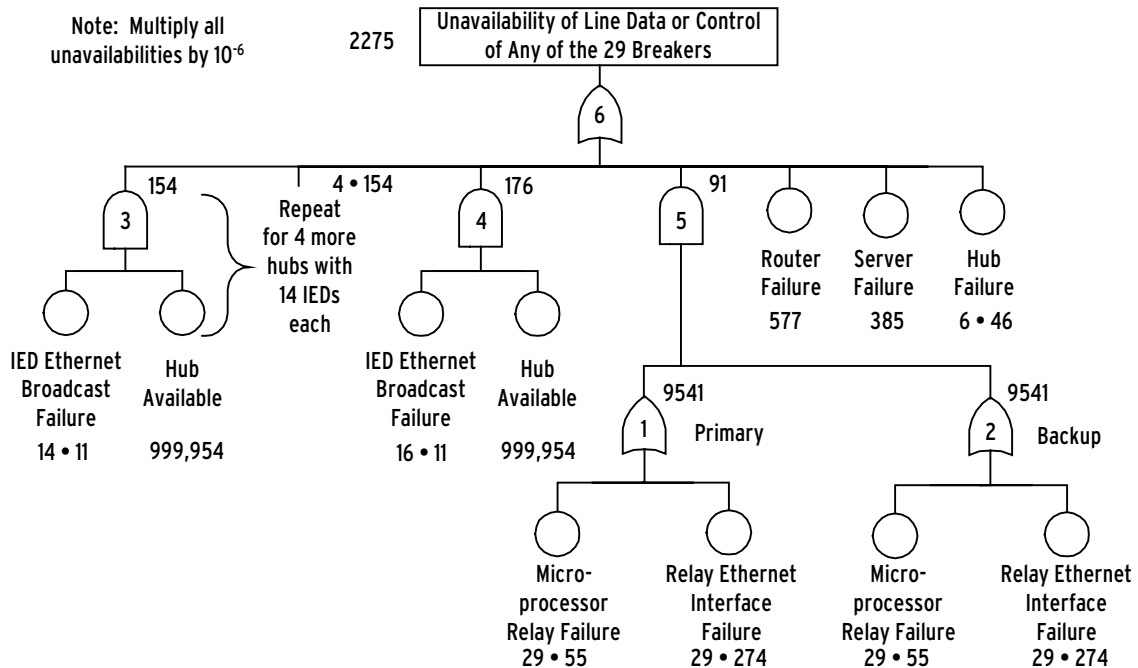 Note: Multiply all
unavailabilities by 10⁻⁶
2275
Unavailability of Line Data or Control
of Any of the 29 Breakers
6
154
4 • 154
176
91
3
Repeat
for 4 more
hubs with
14 IEDs
each
4
5
Router
Failure
577
Server
Failure
385
Hub
Failure
6 • 46
IED Ethernet
Broadcast
Failure
14 • 11
Hub
Available
999,954
IED Ethernet
Broadcast
Failure
16 • 11
Hub
Available
999,954
9541
1
Primary
9541
2
Backup
Micro-
processor
Relay Failure
29 • 55
Relay Ethernet
Interface
Failure
29 • 274
Micro-
processor
Relay Failure
29 • 55
Relay Ethernet
Interface
Failure
29 • 274